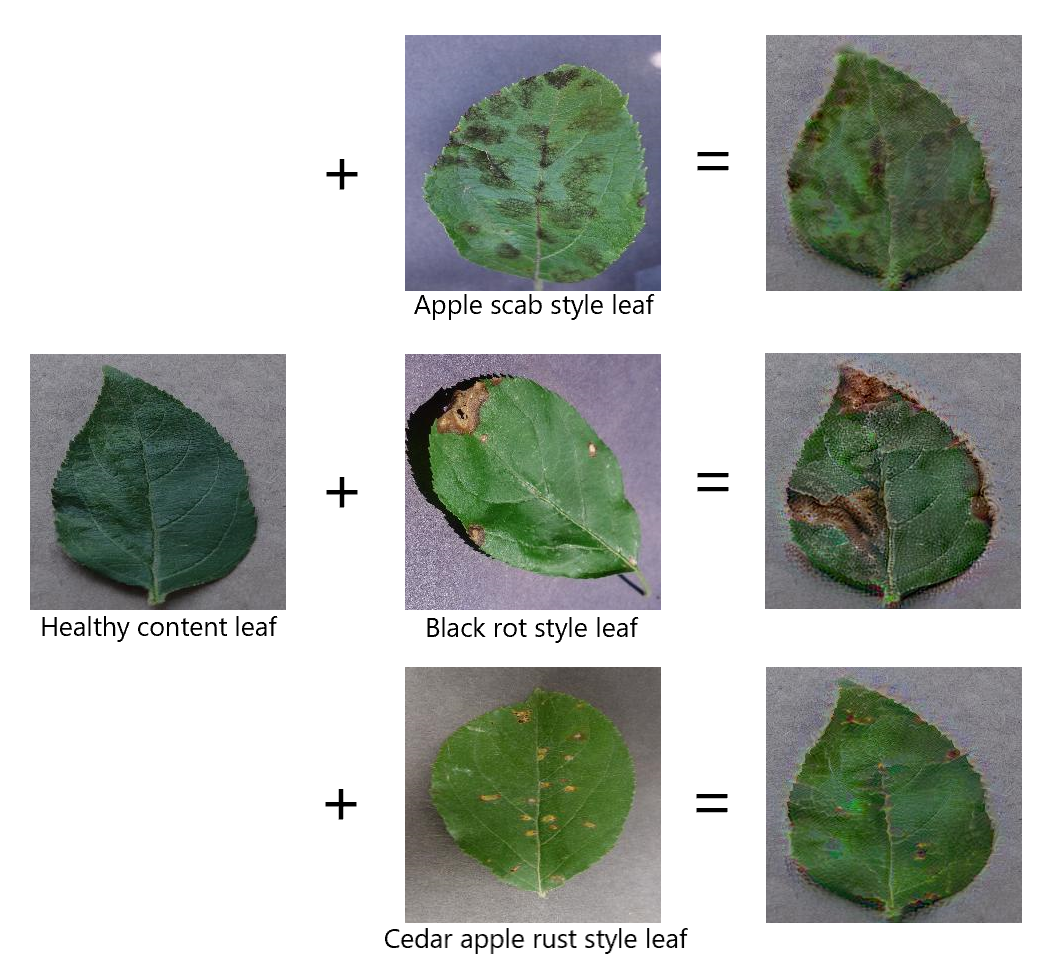 + =
Apple scab style leaf
+ =
Healthy content leaf
Black rot style leaf
+ =
Cedar apple rust style leaf